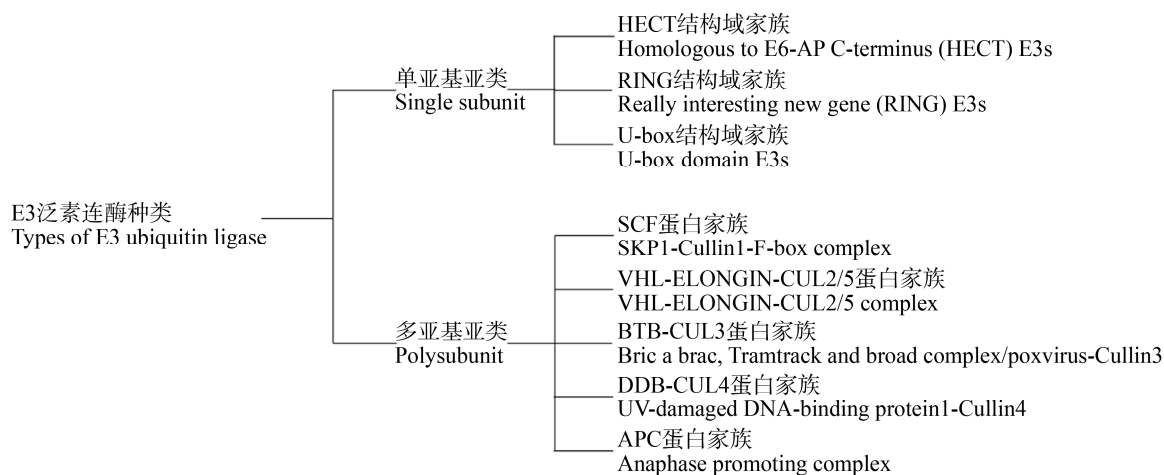 E3泛素连酶种类
Types of E3 ubiquitin ligase
单亚基亚类
Single subunit
HECT结构域家族
Homologous to E6-AP C-terminus (HECT) E3s
RING结构域家族
Really interesting new gene (RING) E3s
U-box结构域家族
U-box domain E3s
多亚基亚类
Polysubunit
SCF蛋白家族
SKP1-Cullin1-F-box complex
VHL-ELONGIN-CUL2/5蛋白家族
VHL-ELONGIN-CUL2/5 complex
BTB-CUL3蛋白家族
Bric a brac, Tramtrack and broad complex/poxvirus-Cullin3
DDB-CUL4蛋白家族
UV-damaged DNA-binding protein1-Cullin4
APC蛋白家族
Anaphase promoting complex